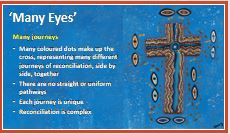 'Many Eyes'
Many journeys
- Many coloured dots make up the
cross, representing many different
journeys of reconciliation, side by
side, together
- There are no straight or uniform
pathways
- Each journey is unique
- Reconciliation is complex